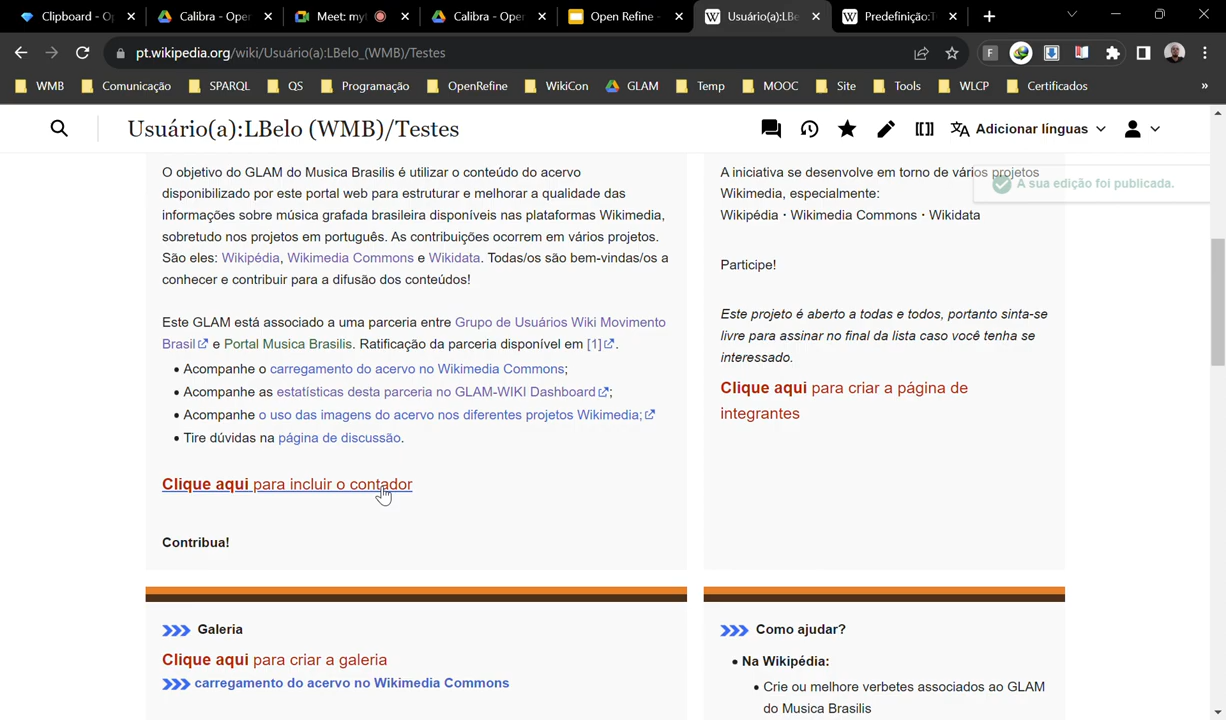 Clipboard - O
Calibra - Ope
Meet: my
Calibra - Ope
Open Refine -
Usuário(a):LBe
Predefinição:T
pt.wikipedia.org/wiki/Usuário(a):LBelo_(WMB)/Testes
WMB Comunicação SPARQL QS Programação OpenRefine WikiCon GLAM Temp MOOC Site Tools WLCP Certificados »
Usuário(a):LBelo (WMB)/Testes
Adicionar línguas
A sua edição foi publicada.
O objetivo do GLAM do Musica Brasilis é utilizar o conteúdo do acervo
disponibilizado por este portal web para estruturar e melhorar a qualidade das
informações sobre música grafada brasileira disponíveis nas plataformas Wikimedia,
sobretudo nos projetos em português. As contribuições ocorrem em vários projetos.
São eles: Wikipédia, Wikimedia Commons e Wikidata. Todas/os são bem-vindas/os a
conhecer e contribuir para a difusão dos conteúdos!
Este GLAM está associado a uma parceria entre Grupo de Usuários Wiki Movimento
Brasil e Portal Musica Brasilis. Ratificação da parceria disponível em [1].
• Acompanhe o carregamento do acervo no Wikimedia Commons;
• Acompanhe as estatísticas desta parceria no GLAM-WIKI Dashboard;
• Acompanhe o uso das imagens do acervo nos diferentes projetos Wikimedia;
• Tire dúvidas na página de discussão.
Clique aqui para incluir o contador
Contribua!
A iniciativa se desenvolve em torno de vários projetos
Wikimedia, especialmente:
Wikipédia · Wikimedia Commons · Wikidata
Participe!
Este projeto é aberto a todas e todos, portanto sinta-se
livre para assinar no final da lista caso você tenha se
interessado.
Clique aqui para criar a página de
integrantes
Galeria
Clique aqui para criar a galeria
carregamento do acervo no Wikimedia Commons
Como ajudar?
• Na Wikipédia:
• Crie ou melhore verbetes associados ao GLAM
do Musica Brasilis